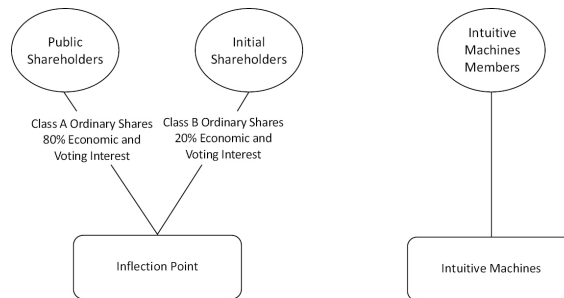 Public
Shareholders
Initial
Shareholders
Intuitive
Machines
Members
Class A Ordinary Shares
80% Economic and
Voting Interest
Class B Ordinary Shares
20% Economic and
Voting Interest
Inflection Point
Intuitive Machines